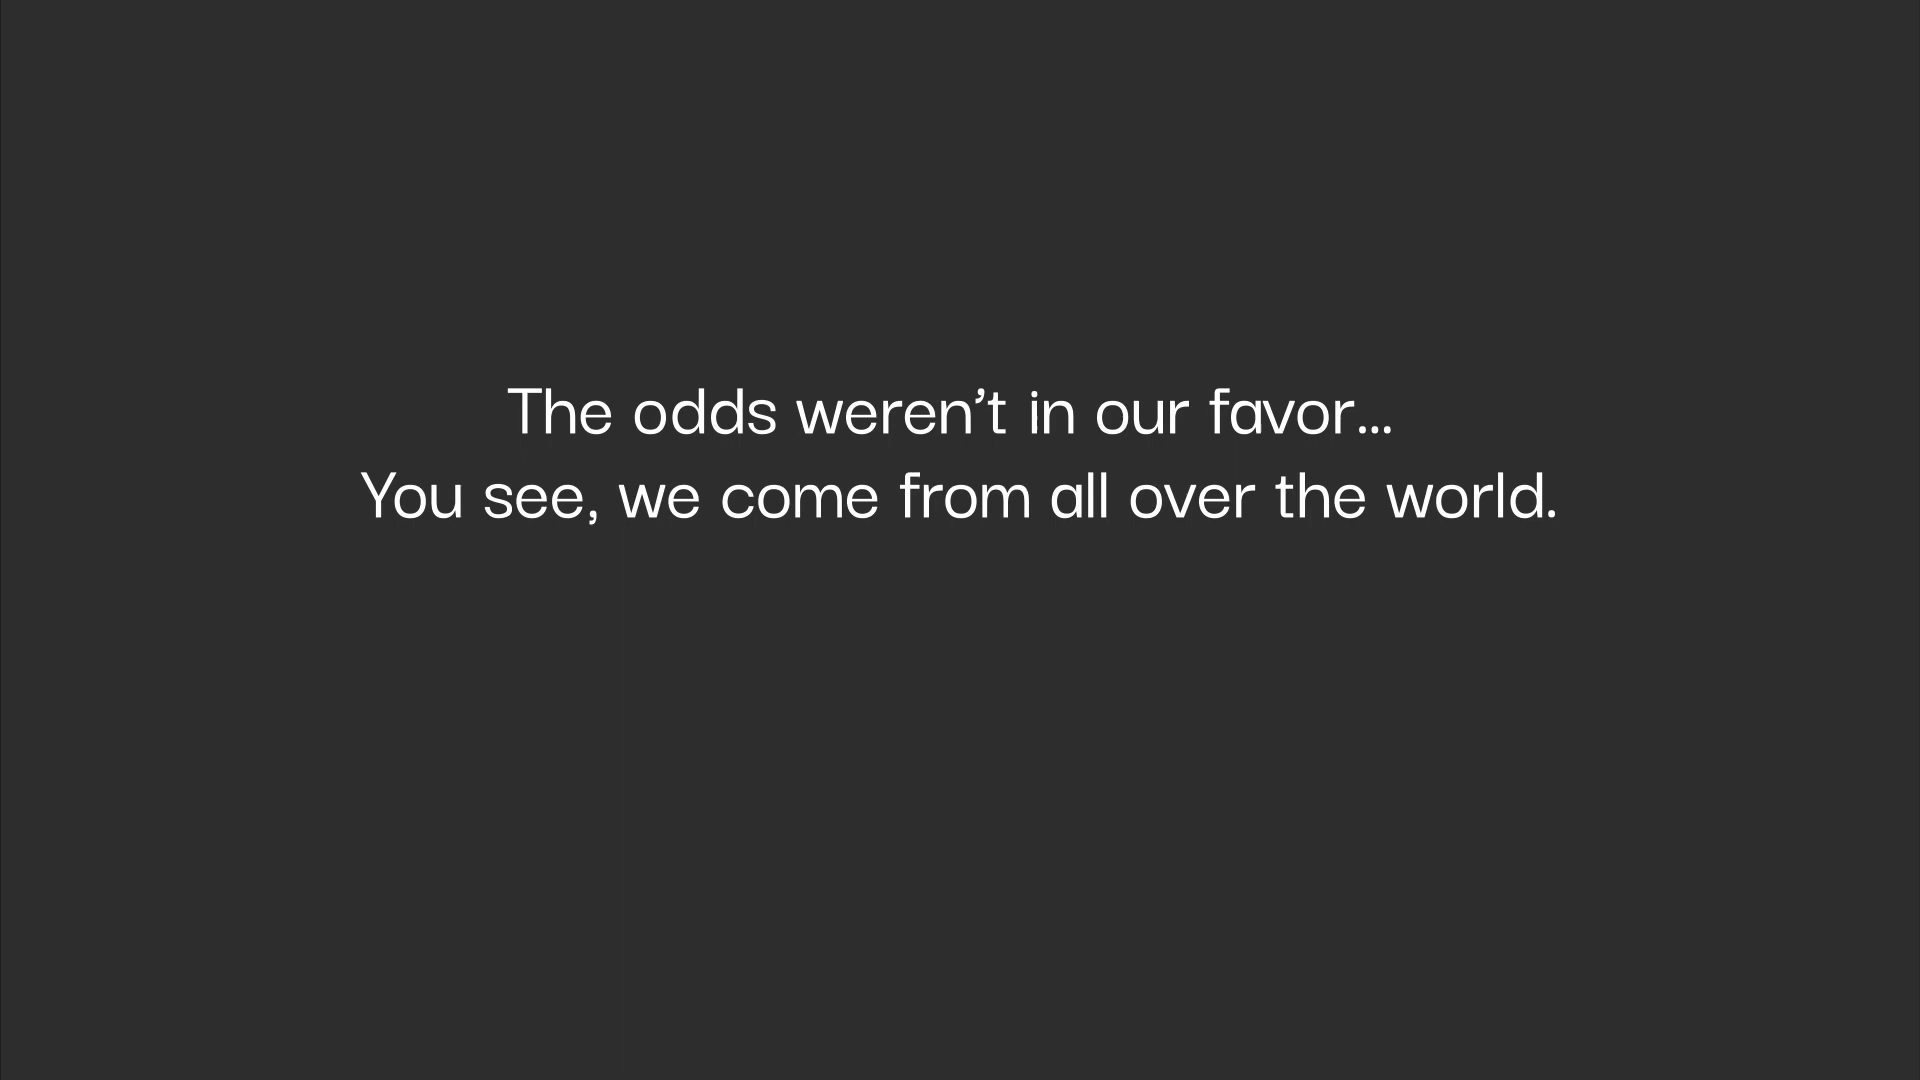 The odds weren’t in our favor...
You see, we come from all over the world.